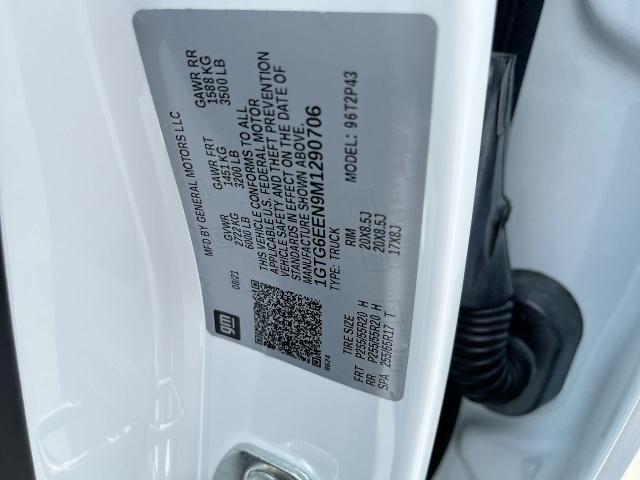 gm
MFD BY GENERAL MOTORS LLC
08/21 GVWR GAWR FRT GAWR RR
2722 KG 1451 KG 1588 KG
6000 LB 3200 LB 3500 LB
THIS VEHICLE CONFORMS TO ALL
APPLICABLE U.S. FEDERAL MOTOR
VEHICLE SAFETY AND THEFT PREVENTION
STANDARDS IN EFFECT ON THE DATE OF
MANUFACTURE SHOWN ABOVE.
1GTG6EEN9M1290706
TYPE: TRUCK MODEL: 96T2P43
B624
TIRE SIZE RIM
FRT P255/55R20 H 20X8.5J
RR P255/55R20 H 20X8.5J
SPA 255/65R17 T 17X8J